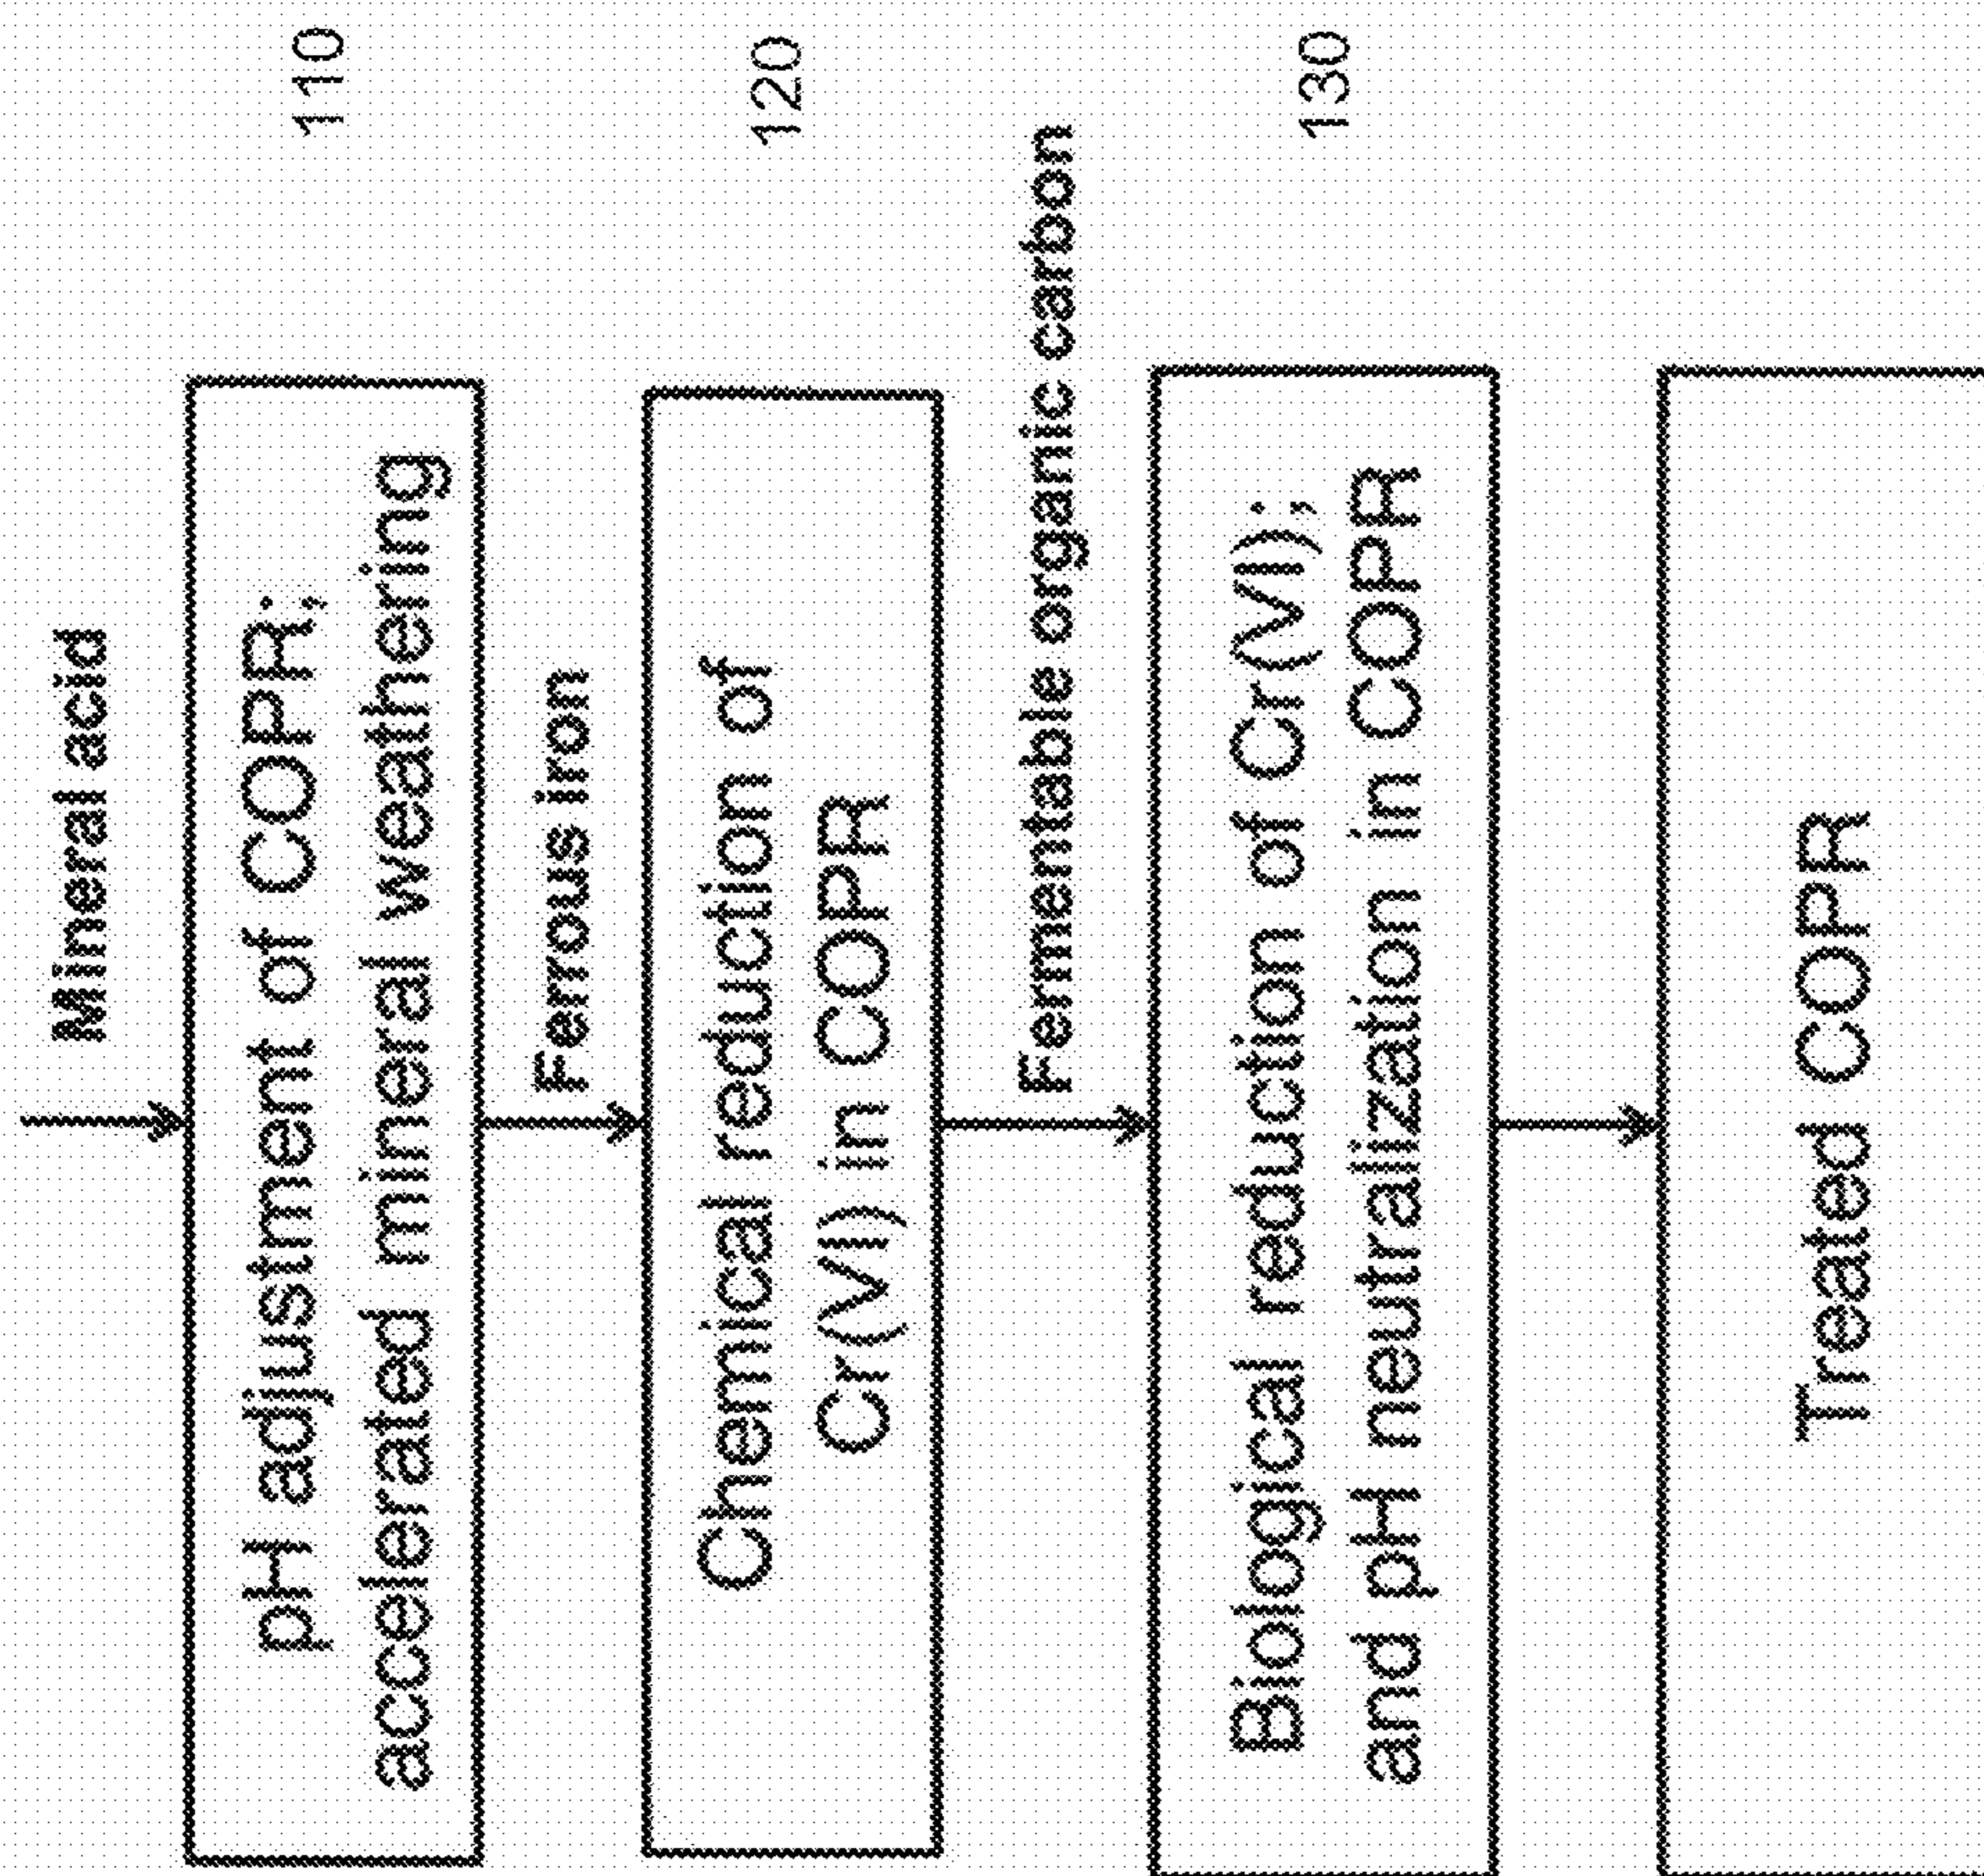 Mineral acid
pH adjustment of COPR;
accelerated mineral weathering
110
Ferrous iron
Chemical reduction of
Cr(VI) in COPR
120
Fermentable organic carbon
Biological reduction of Cr(VI);
and pH neutralization in COPR
130
Treated COPR